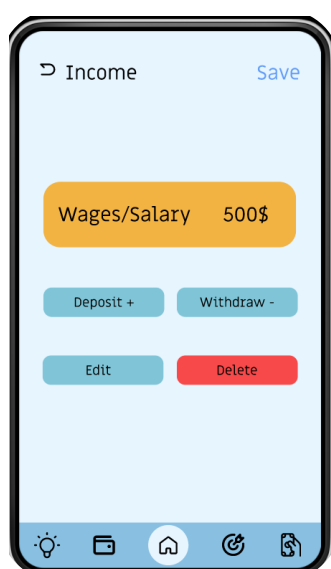 Income Save
Wages/Salary 500$
Deposit + Withdraw -
Edit Delete